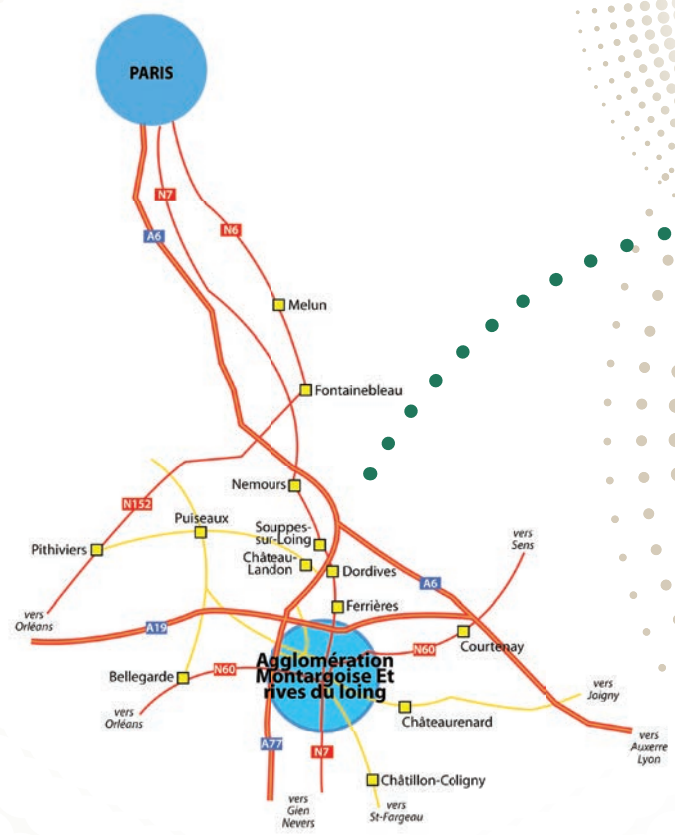 PARIS
N7
N6
A6
Melun
Fontainebleau
Nemours
N152
Puiseaux
Souppes-
sur-Loing
vers
Sens
Pithiviers
Château-
Landon
Dordives
A6
Ferrières
vers
Orléans
A19
Courtenay
N60
Agglomération
Montargoise Et
rives du loing
N60
Bellegarde
vers
Joigny
vers
Orléans
Châteaurenard
A77
N7
vers
Auxerre
Lyon
Châtillon-Coligny
vers
Gien
Nevers
vers
St-Fargeau